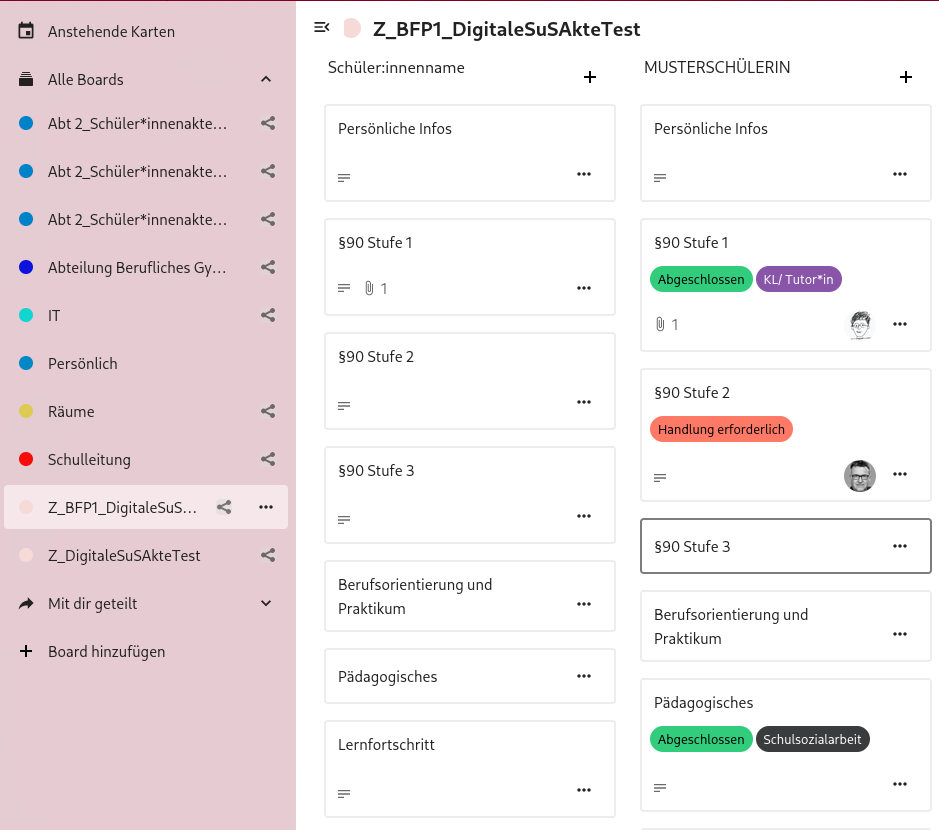 Anstehende Karten
Alle Boards
Abt 2_Schüler*innenakte…
Abt 2_Schüler*innenakte…
Abt 2_Schüler*innenakte…
Abteilung Berufliches Gy…
IT
Persönlich
Räume
Schulleitung
Z_BFP1_DigitaleSuS…
Z_DigitaleSuSAkteTest
Mit dir geteilt
Board hinzufügen
Z_BFP1_DigitaleSuSAkteTest
Schüler:innenname
Persönliche Infos
§90 Stufe 1
1
§90 Stufe 2
§90 Stufe 3
Berufsorientierung und
Praktikum
Pädagogisches
Lernfortschritt
MUSTERSCHÜLERIN
Persönliche Infos
§90 Stufe 1
Abgeschlossen KL/ Tutor*in
1
§90 Stufe 2
Handlung erforderlich
§90 Stufe 3
Berufsorientierung und
Praktikum
Pädagogisches
Abgeschlossen Schulsozialarbeit